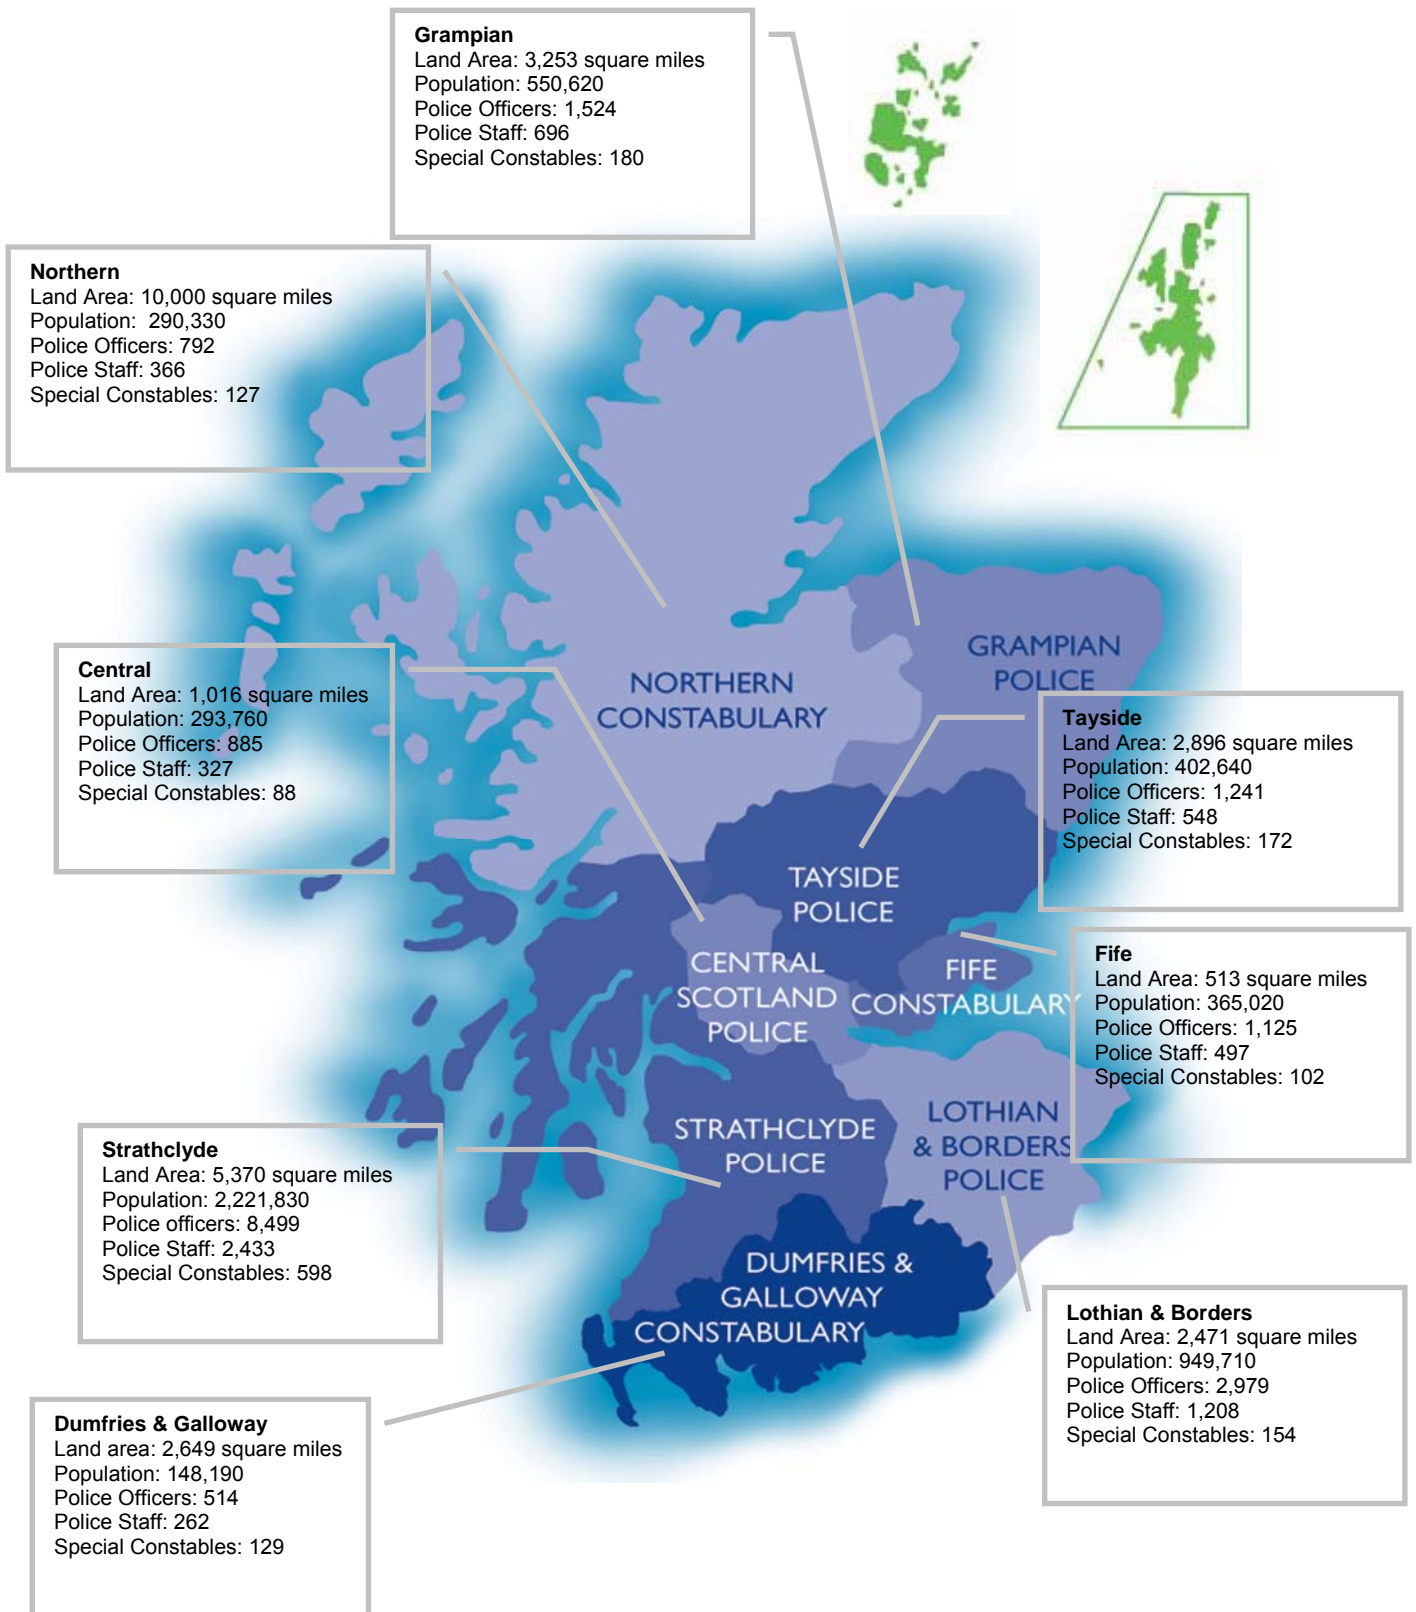 Grampian
Land Area: 3,253 square miles
Population: 550,620
Police Officers: 1,524
Police Staff: 696
Special Constables: 180
Northern
Land Area: 10,000 square miles
Population:  290,330
Police Officers: 792
Police Staff: 366
Special Constables: 127
Central
Land Area: 1,016 square miles
Population: 293,760
Police Officers: 885
Police Staff: 327
Special Constables: 88
NORTHERN
CONSTABULARY
GRAMPIAN
POLICE
Tayside
Land Area: 2,896 square miles
Population: 402,640
Police Officers: 1,241
Police Staff: 548
Special Constables: 172
TAYSIDE
POLICE
CENTRAL
SCOTLAND
POLICE
FIFE
CONSTABULARY
Fife
Land Area: 513 square miles
Population: 365,020
Police Officers: 1,125
Police Staff: 497
Special Constables: 102
STRATHCLYDE
POLICE
LOTHIAN
& BORDERS
POLICE
Strathclyde
Land Area: 5,370 square miles
Population: 2,221,830
Police officers: 8,499
Police Staff: 2,433
Special Constables: 598
DUMFRIES &
GALLOWAY
CONSTABULARY
Lothian & Borders
Land Area: 2,471 square miles
Population: 949,710
Police Officers: 2,979
Police Staff: 1,208
Special Constables: 154
Dumfries & Galloway
Land area: 2,649 square miles
Population: 148,190
Police Officers: 514
Police Staff: 262
Special Constables: 129